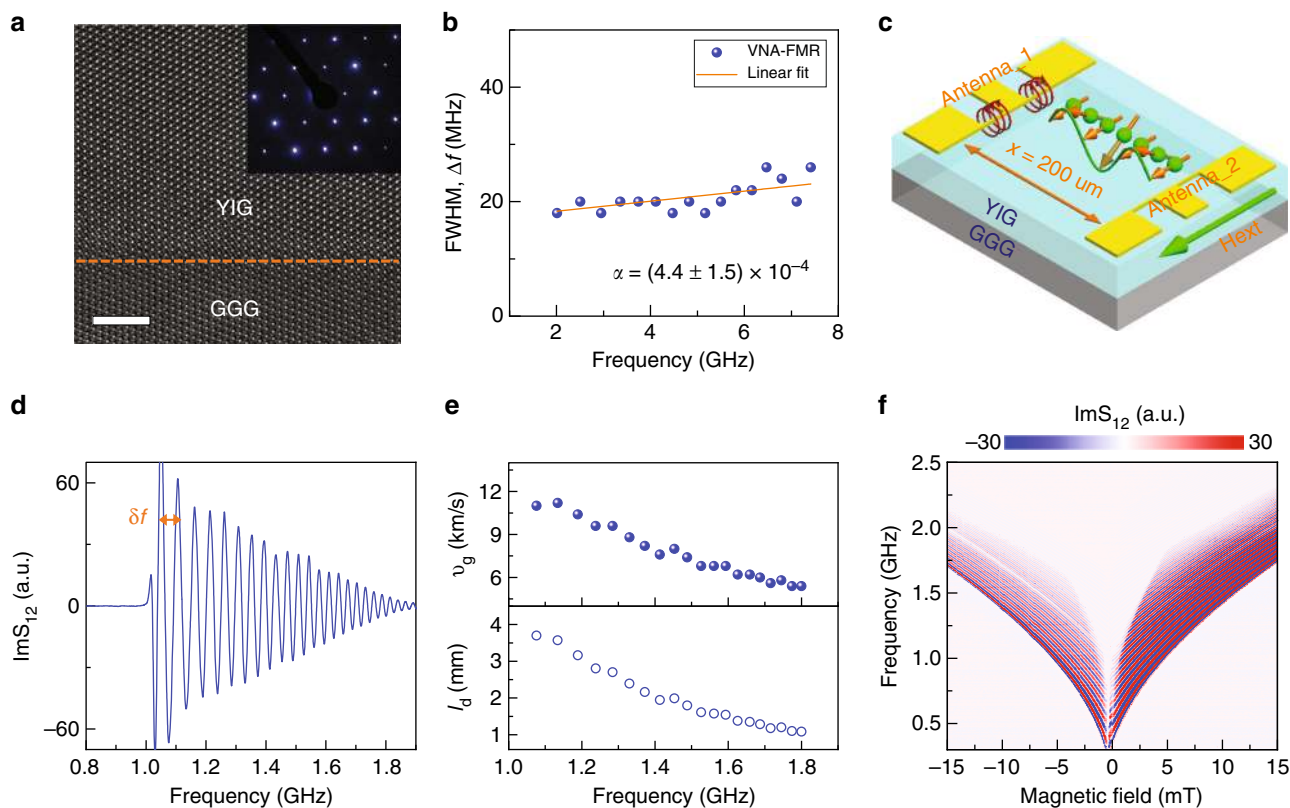 a
YIG
GGG
b
FWHM, Δf (MHz)
40
20
0
VNA-FMR
Linear fit
α = (4.4 ± 1.5) × 10⁻⁴
2 4 6 8
Frequency (GHz)
c
Antenna_1
x = 200 um
Antenna_2
YIG
GGG
Hext
d
ImS₁₂ (a.u.)
60
0
−60
δf
0.8 1.0 1.2 1.4 1.6 1.8
Frequency (GHz)
e
υg (km/s)
12
9
6
ld (mm)
4
3
2
1
1.0 1.2 1.4 1.6 1.8
Frequency (GHz)
f
ImS₁₂ (a.u.)
−30 30
Frequency (GHz)
2.5
2.0
1.5
1.0
0.5
−15 −10 −5 0 5 10 15
Magnetic field (mT)